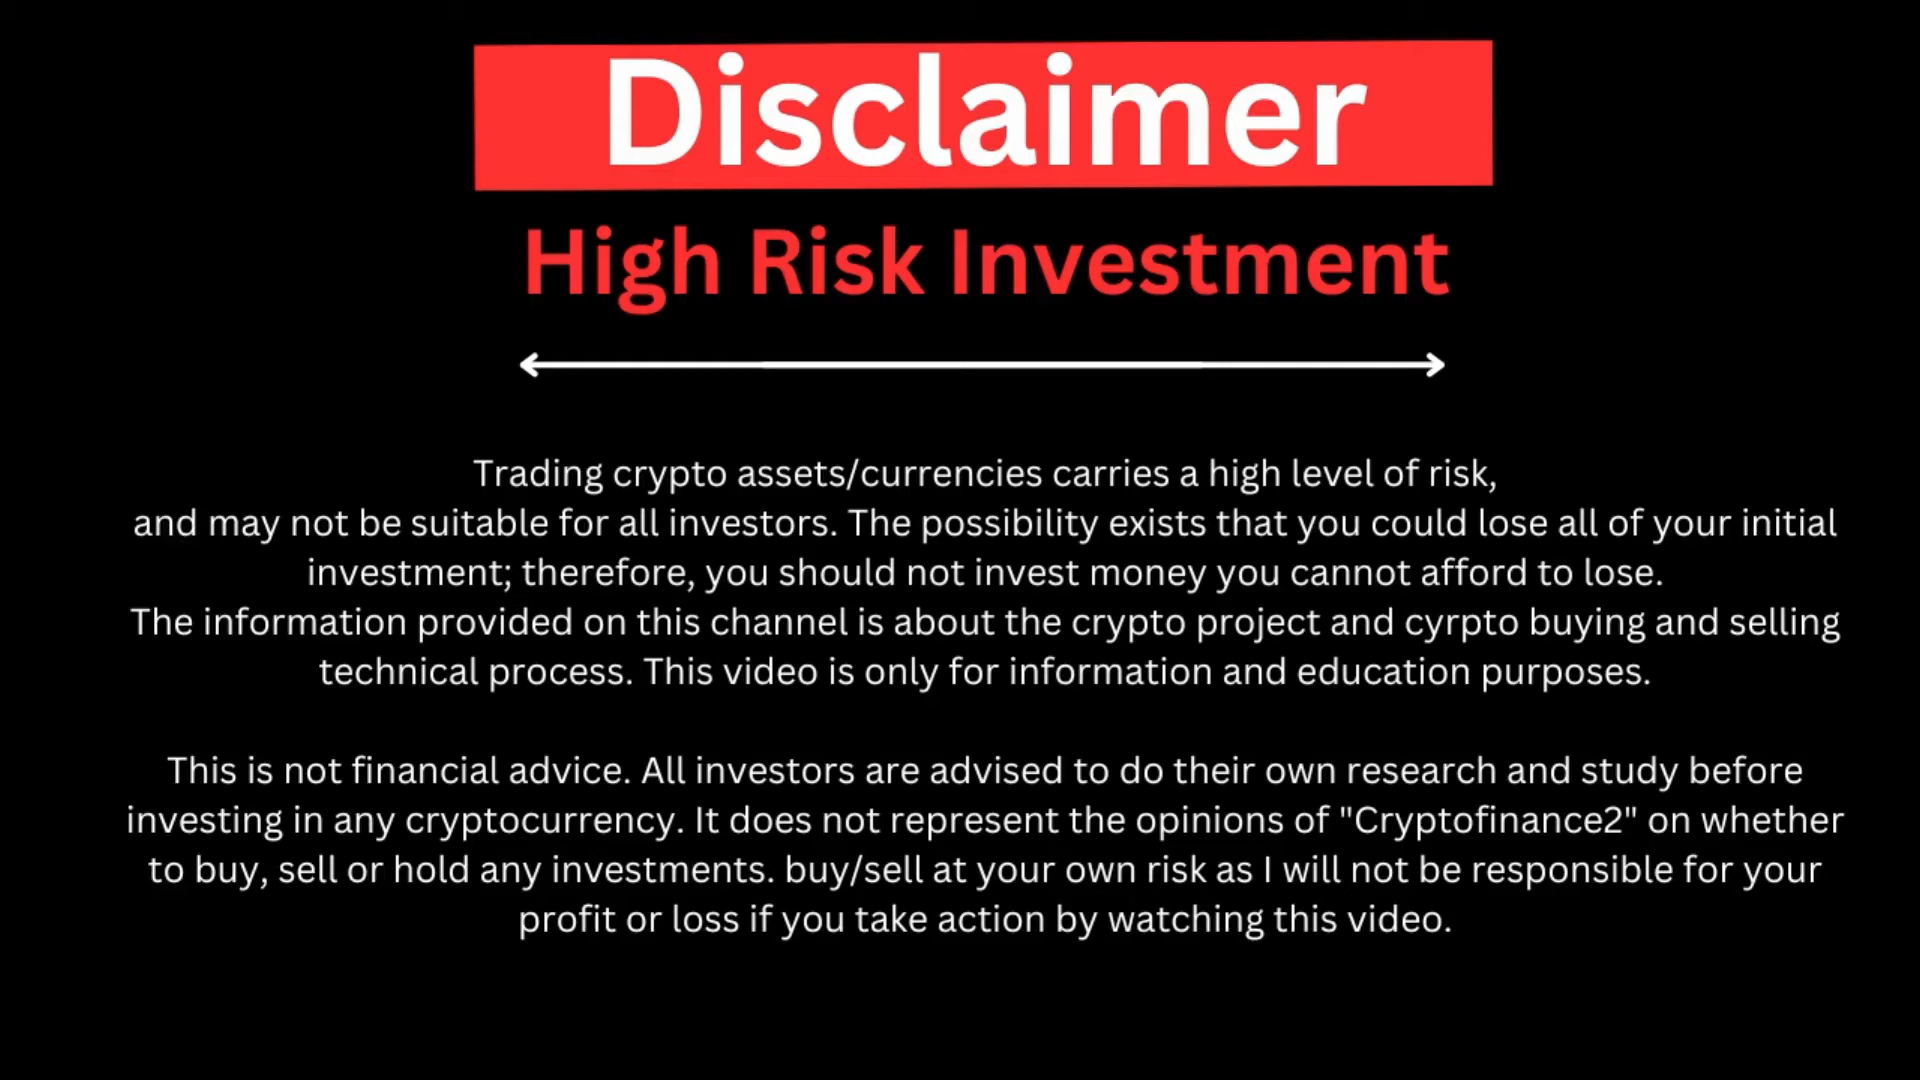 Disclaimer
High Risk Investment
Trading crypto assets/currencies carries a high level of risk,
and may not be suitable for all investors. The possibility exists that you could lose all of your initial
investment; therefore, you should not invest money you cannot afford to lose.
The information provided on this channel is about the crypto project and cyrpto buying and selling
technical process. This video is only for information and education purposes.
This is not financial advice. All investors are advised to do their own research and study before
investing in any cryptocurrency. It does not represent the opinions of "Cryptofinance2" on whether
to buy, sell or hold any investments. buy/sell at your own risk as I will not be responsible for your
profit or loss if you take action by watching this video.